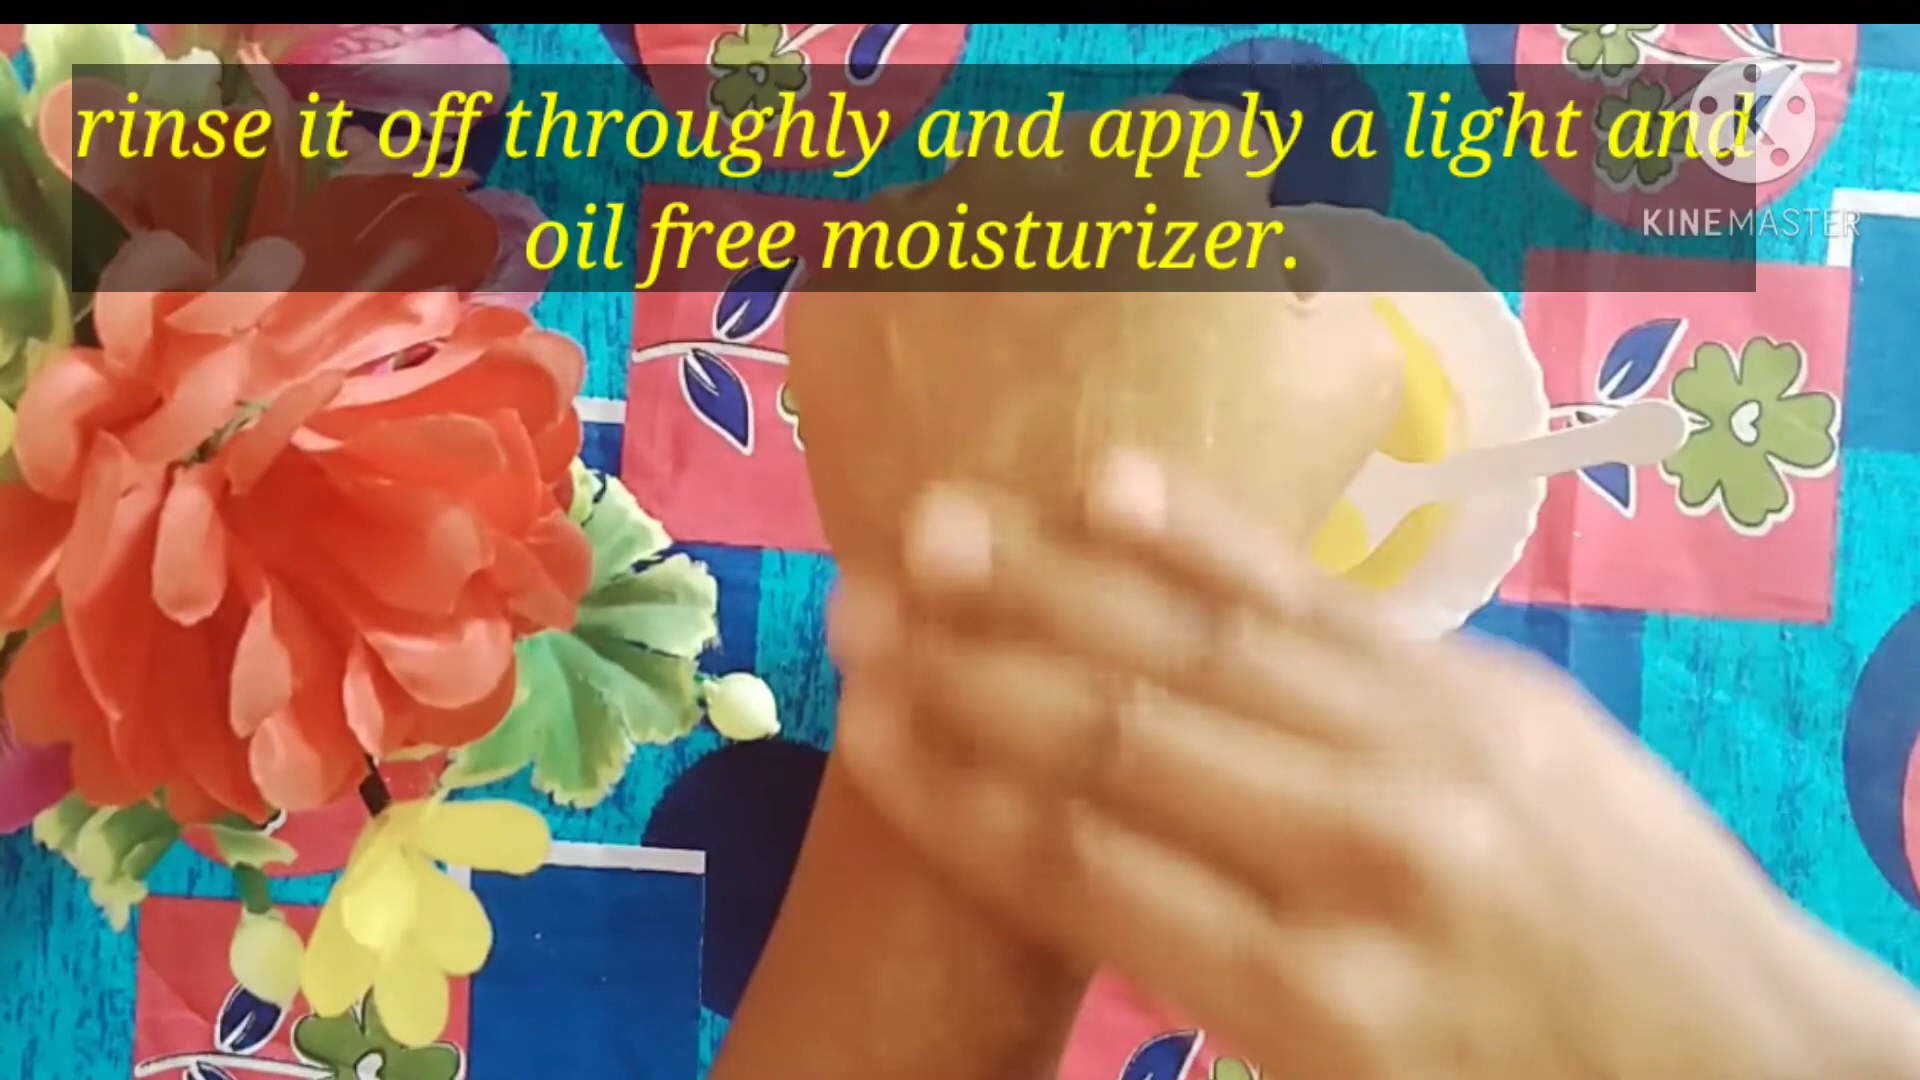 rinse it off throughly and apply a light and
oil free moisturizer.
K
KINEMASTER